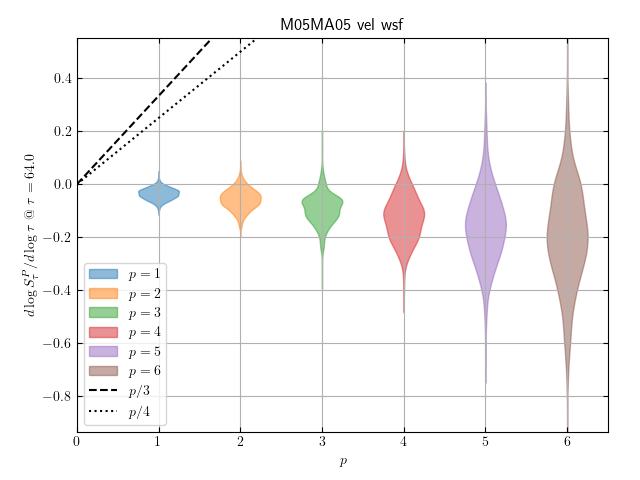 M05MA05 vel wsf
d log S_τ^P / d log τ @ τ = 64.0
0.4
0.2
0.0
−0.2
−0.4
−0.6
−0.8
p = 1
p = 2
p = 3
p = 4
p = 5
p = 6
p/3
p/4
0 1 2 3 4 5 6
p